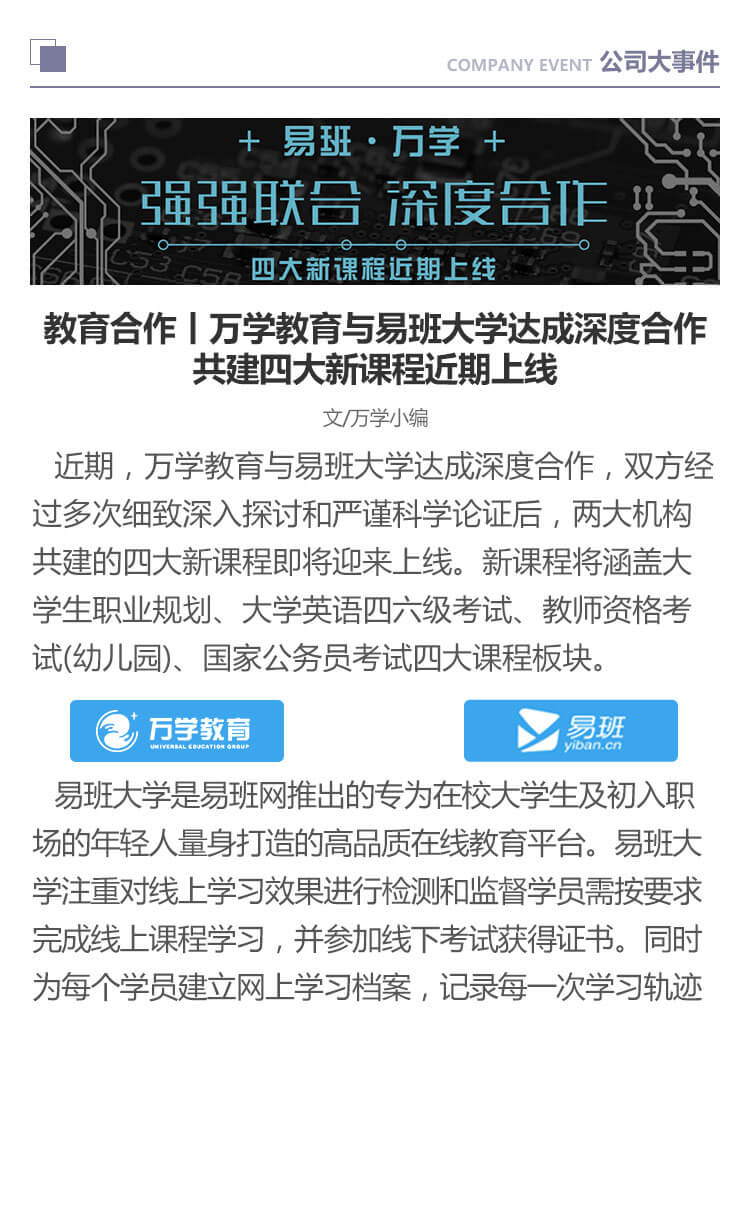 COMPANY EVENT 公司大事件
+ 易班·万学 +
强强联合 深度合作
C53 C58
四大新课程近期上线
教育合作丨万学教育与易班大学达成深度合作
共建四大新课程近期上线
文/万学小编
近期，万学教育与易班大学达成深度合作，双方经
过多次细致深入探讨和严谨科学论证后，两大机构
共建的四大新课程即将迎来上线。新课程将涵盖大
学生职业规划、大学英语四六级考试、教师资格考
试(幼儿园)、国家公务员考试四大课程板块。
万学教育 易班
UNIVERSAL EDUCATION GROUP yiban.cn
易班大学是易班网推出的专为在校大学生及初入职
场的年轻人量身打造的高品质在线教育平台。易班大
学注重对线上学习效果进行检测和监督学员需按要求
完成线上课程学习，并参加线下考试获得证书。同时
为每个学员建立网上学习档案，记录每一次学习轨迹